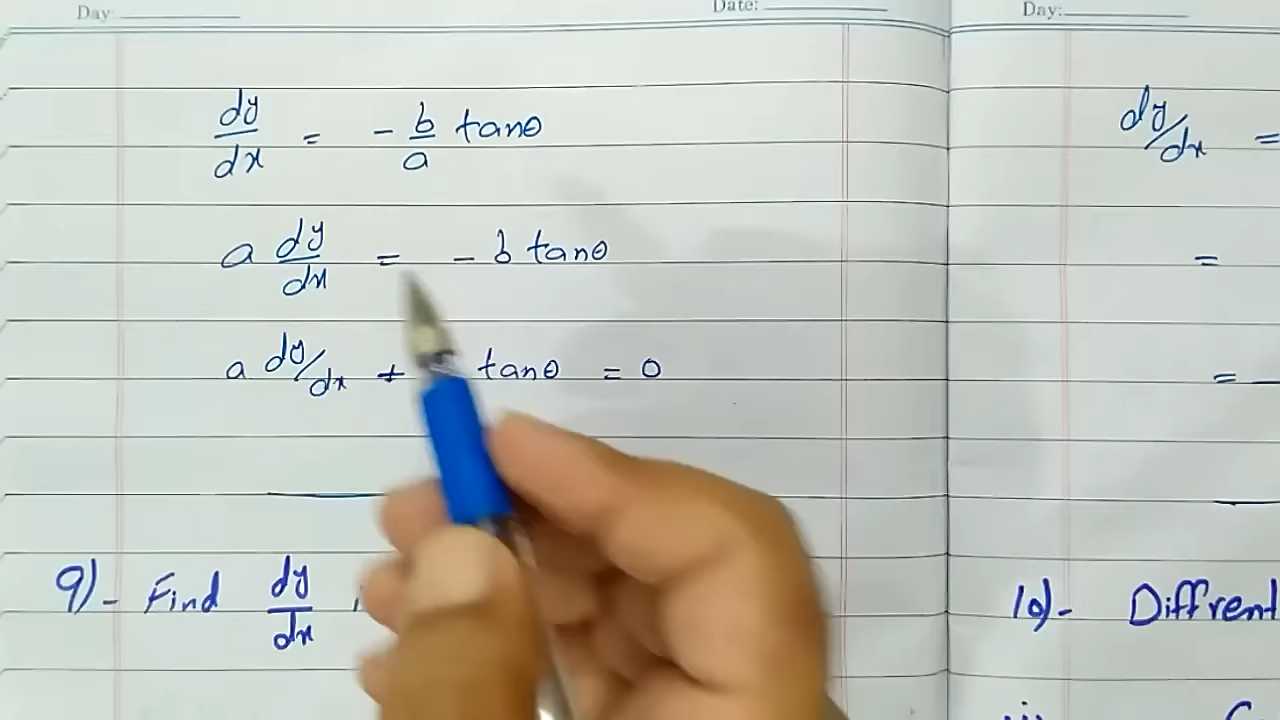 Day
Date:
dy/dx = - b/a tanθ
a dy/dx = - b tanθ
a dy/dx + tanθ = 0
9)- Find dy/dx
Day:
dy/dx =
=
=
10)- Diffrent